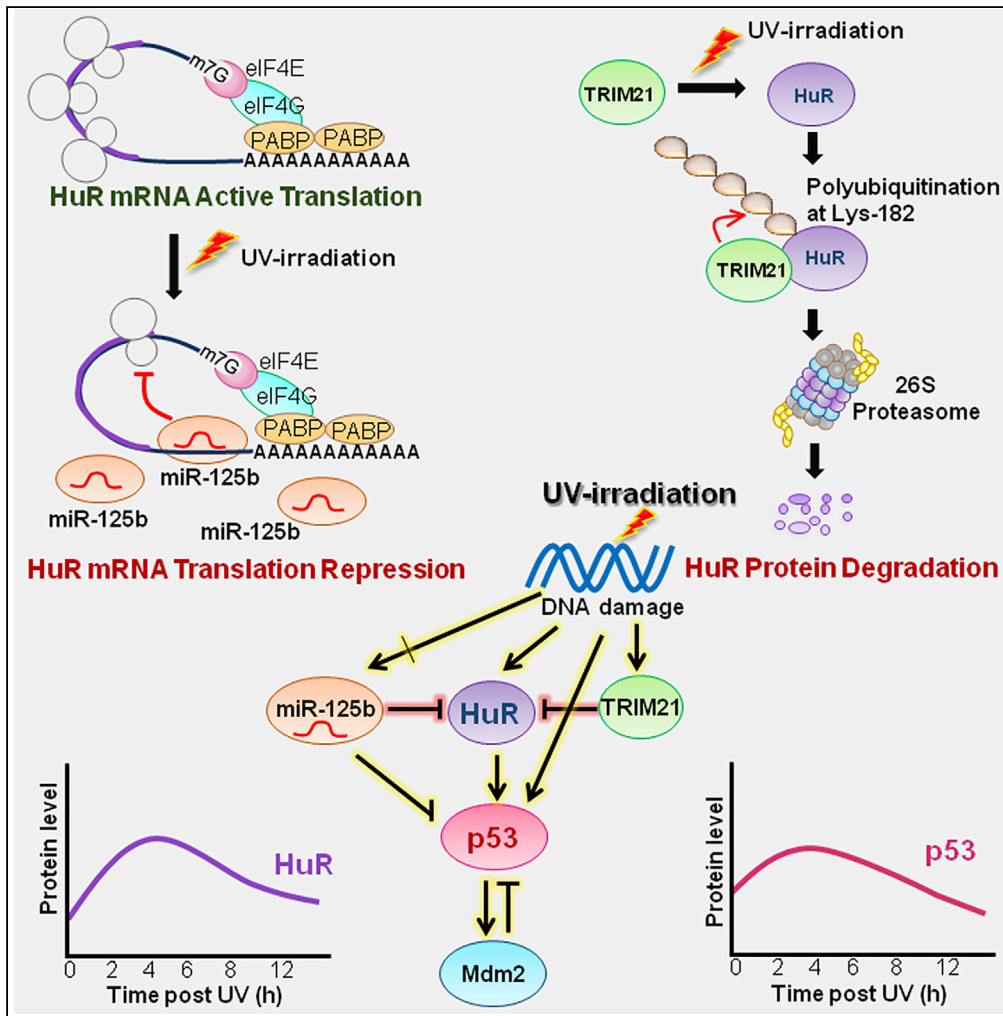 m7G
eIF4E
eIF4G
PABP
PABP
AAAAAAAAAAAA
HuR mRNA Active Translation
UV-irradiation
m7G
eIF4E
eIF4G
PABP
PABP
AAAAAAAAAAAA
miR-125b
miR-125b
miR-125b
HuR mRNA Translation Repression
UV-irradiation
TRIM21
HuR
Polyubiquitination
at Lys-182
TRIM21
HuR
26S
Proteasome
HuR Protein Degradation
UV-irradiation
DNA damage
miR-125b
HuR
TRIM21
p53
Mdm2
Protein level
HuR
0 2 4 6 8 12
Time post UV (h)
Protein level
p53
0 2 4 6 8 12
Time post UV (h)